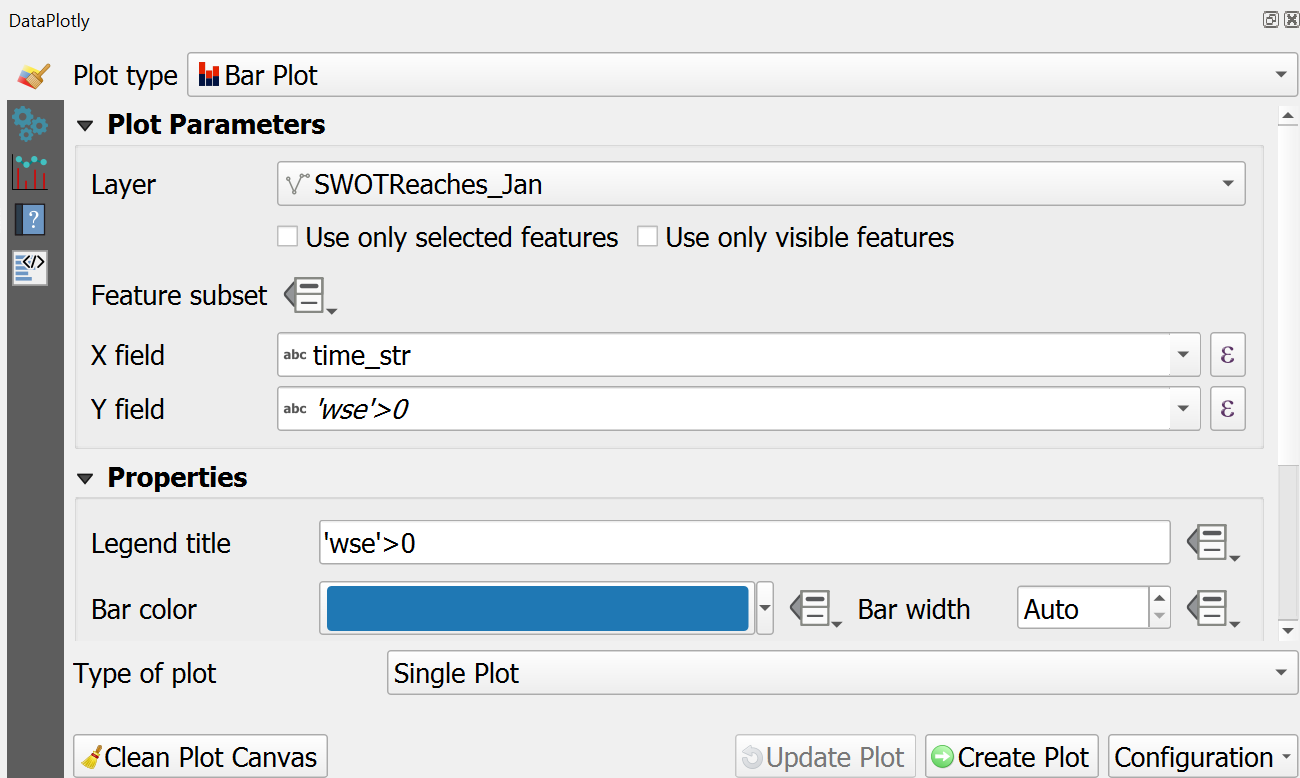 DataPlotly
Plot type Bar Plot
Plot Parameters
Layer SWOTReaches_Jan
Use only selected features Use only visible features
Feature subset
X field abc time_str ε
Y field abc 'wse'>0 ε
Properties
Legend title 'wse'>0
Bar color Bar width Auto
Type of plot Single Plot
Clean Plot Canvas Update Plot Create Plot Configuration